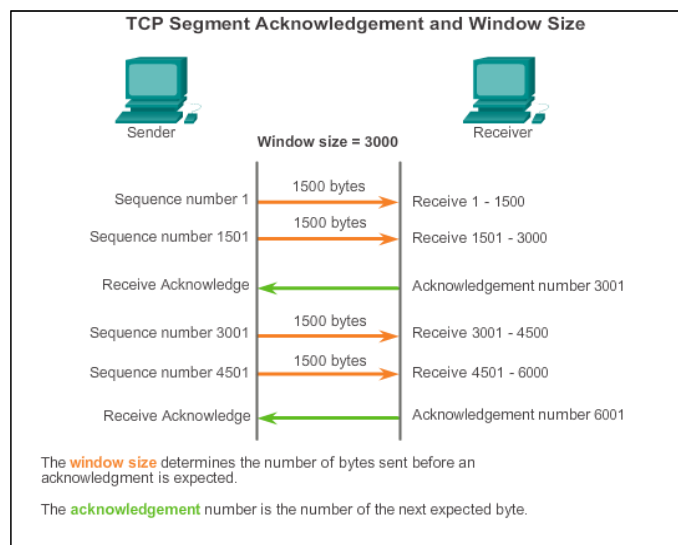 TCP Segment Acknowledgement and Window Size
Sender
Receiver
Window size = 3000
Sequence number 1
1500 bytes
Receive 1 - 1500
Sequence number 1501
1500 bytes
Receive 1501 - 3000
Receive Acknowledge
Acknowledgement number 3001
Sequence number 3001
1500 bytes
Receive 3001 - 4500
Sequence number 4501
1500 bytes
Receive 4501 - 6000
Receive Acknowledge
Acknowledgement number 6001
The window size determines the number of bytes sent before an
acknowledgment is expected.
The acknowledgement number is the number of the next expected byte.